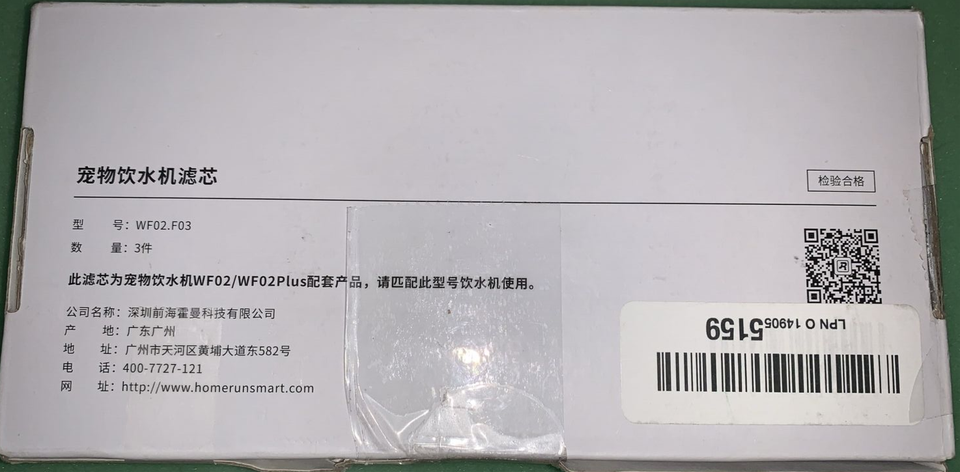 宠物饮水机滤芯
检验合格
型 号：WF02.F03
数 量：3件
此滤芯为宠物饮水机WF02/WF02Plus配套产品，请匹配此型号饮水机使用。
公司名称：深圳前海霍曼科技有限公司
产 地：广东广州
地 址：广州市天河区黄埔大道东582号
电 话：400-7727-121
网 址：http://www.homerunsmart.com
R
LPN O 14905
5159